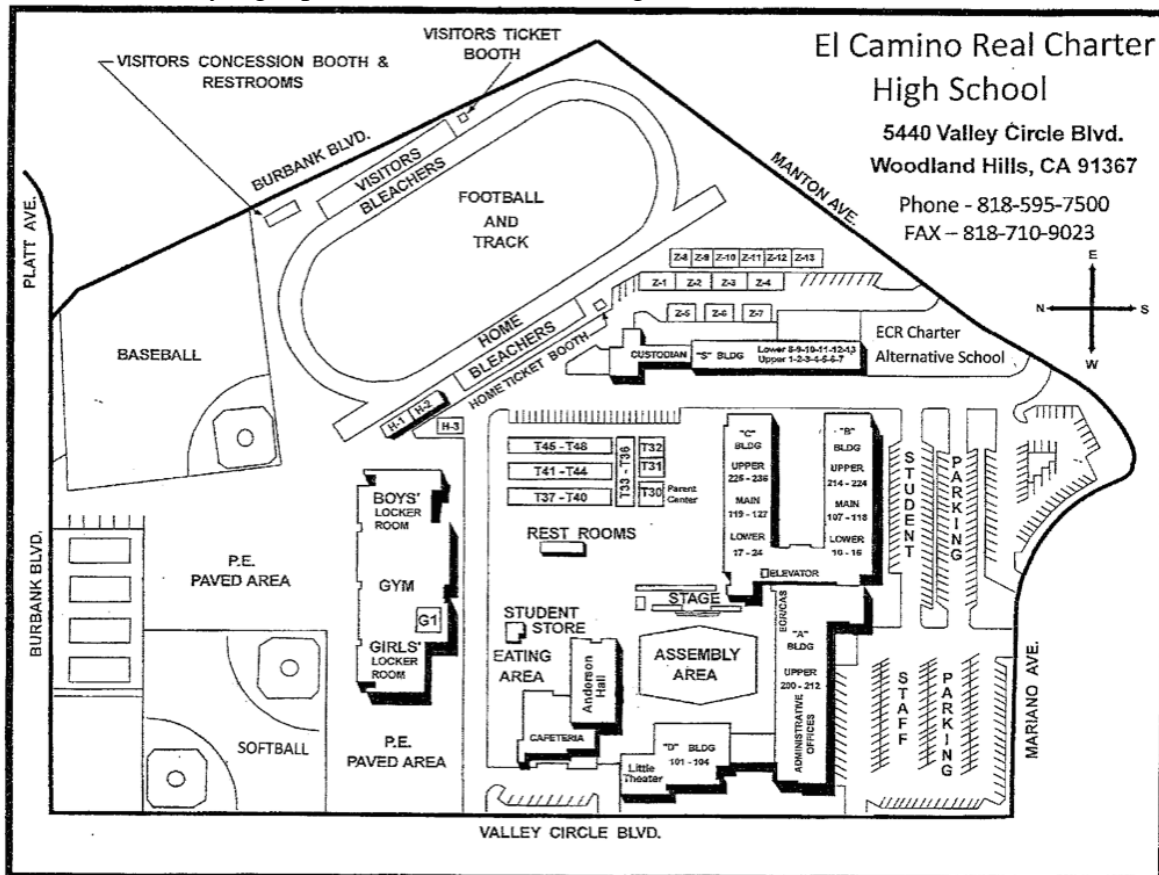 VISITORS TICKET
BOOTH
VISITORS CONCESSION BOOTH &
RESTROOMS
El Camino Real Charter
High School
5440 Valley Circle Blvd.
Woodland Hills, CA 91367
Phone - 818-595-7500
FAX – 818-710-9023
E
N
S
W
BURBANK BLVD.
MANTON AVE.
PLATT AVE.
VISITORS
BLEACHERS
FOOTBALL
AND
TRACK
Z-8 Z-9 Z-10 Z-11 Z-12 Z-13
Z-1 Z-2 Z-3 Z-4
Z-5 Z-6 Z-7
HOME
BLEACHERS
HOME TICKET BOOTH
CUSTODIAN
"S" BLDG
Lower 8-9-10-11-12-13
Upper 1-2-3-4-5-6-7
ECR Charter
Alternative School
BASEBALL
H-1
H-2
H-3
T45 - T48
T41 - T44
T37 - T40
T33 - T36
T32
T31
T30
Parent
Center
"C"
BLDG
UPPER
225 - 236
MAIN
119 - 127
LOWER
17 - 24
"B"
BLDG
UPPER
214 - 224
MAIN
107 - 118
LOWER
10 - 16
ELEVATOR
STUDENT
PARKING
BOYS'
LOCKER
ROOM
GYM
G1
GIRLS'
LOCKER
ROOM
P.E.
PAVED AREA
BURBANK BLVD.
REST ROOMS
STAGE
STUDENT
STORE
EATING
AREA
Anderson
Hall
CAFETERIA
ASSEMBLY
AREA
"A"
BLDG
UPPER
200 - 212
ADMINISTRATIVE
OFFICES
STAFF
PARKING
MARIANO AVE.
SOFTBALL
P.E.
PAVED AREA
Little
Theater
"D" BLDG
101 - 104
VALLEY CIRCLE BLVD.